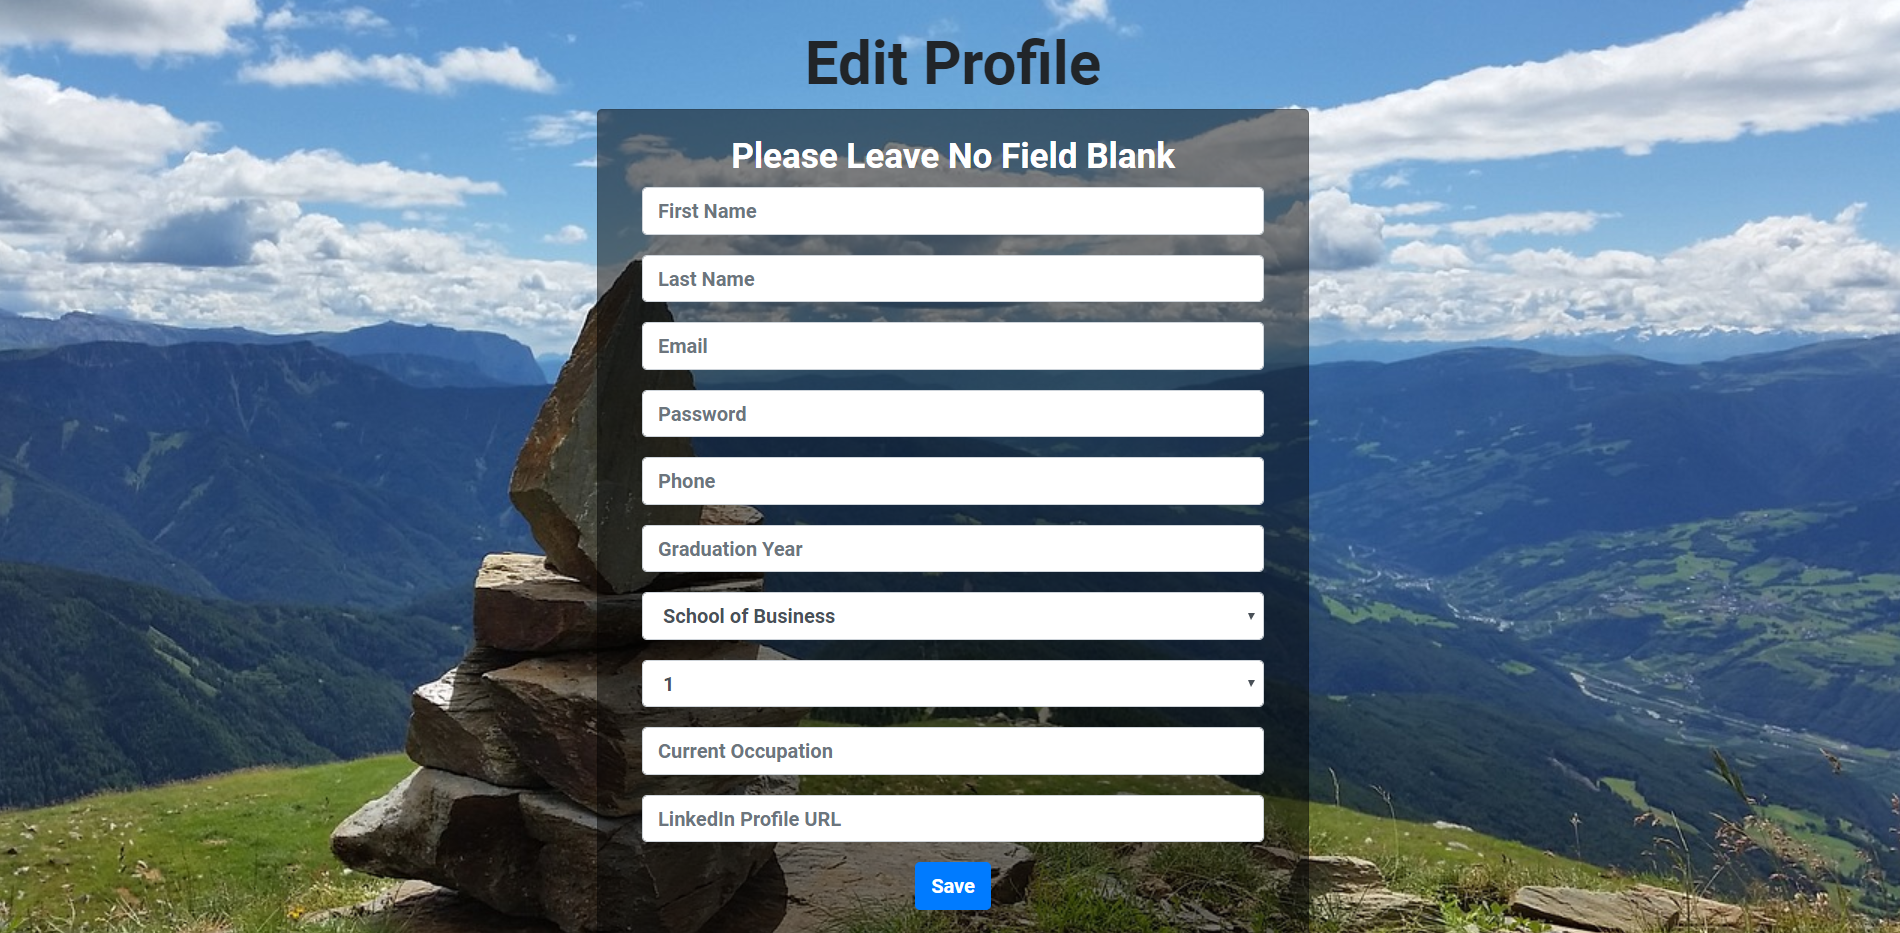 Edit Profile
Please Leave No Field Blank
First Name
Last Name
Email
Password
Phone
Graduation Year
School of Business
1
Current Occupation
LinkedIn Profile URL
Save